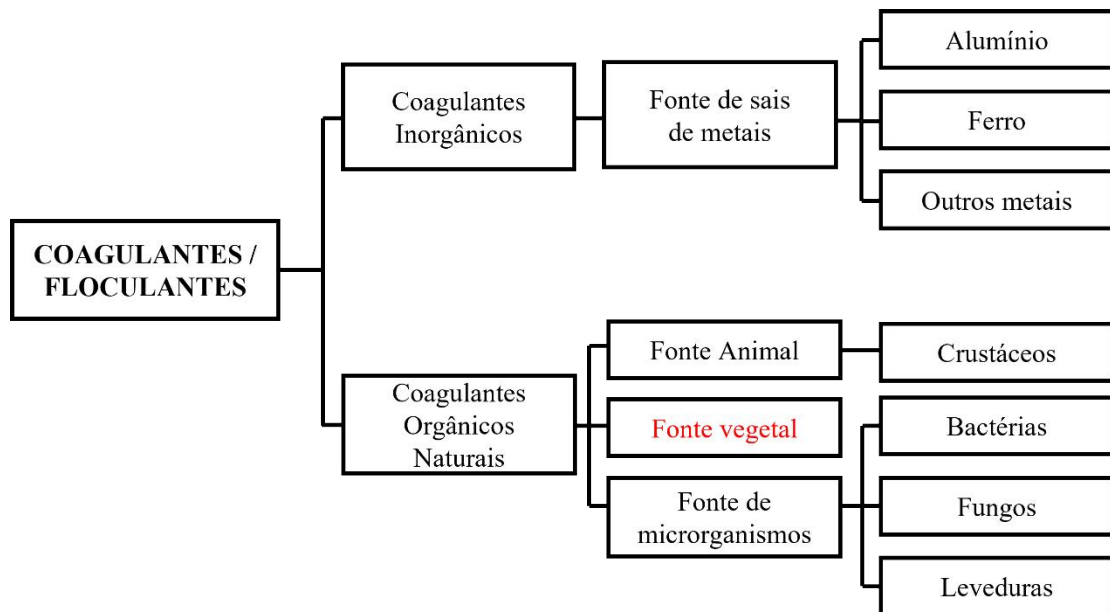 COAGULANTES /
FLOCULANTES
Coagulantes
Inorgânicos
Fonte de sais
de metais
Alumínio
Ferro
Outros metais
Coagulantes
Orgânicos
Naturais
Fonte Animal
Crustáceos
Fonte vegetal
Fonte de
microrganismos
Bactérias
Fungos
Leveduras